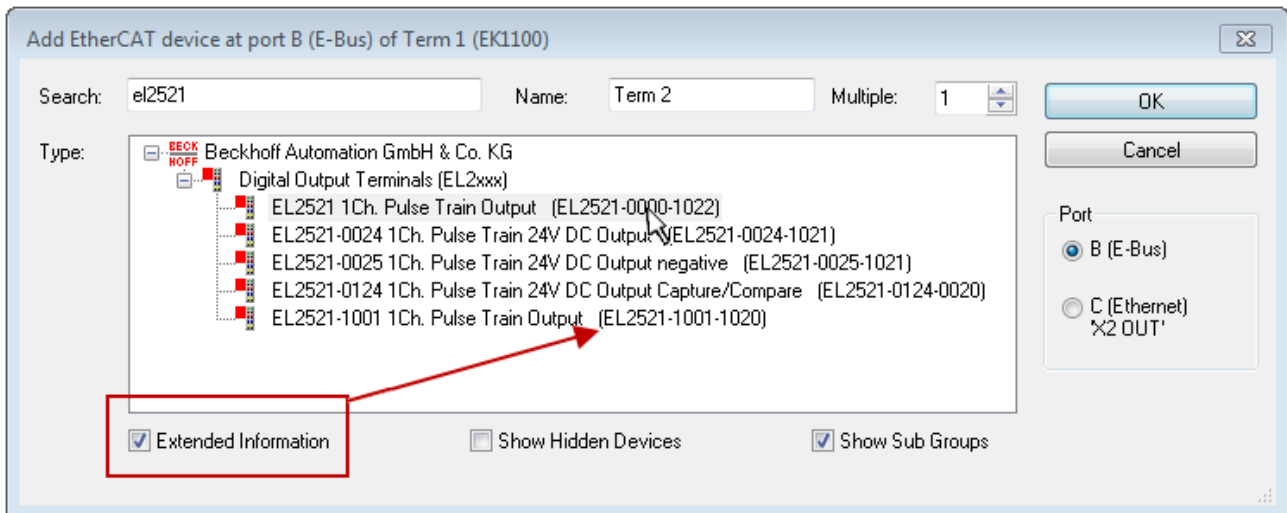 Add EtherCAT device at port B (E-Bus) of Term 1 (EK1100)
Search: el2521 Name: Term 2 Multiple: 1 OK
Type: BECK HOFF Beckhoff Automation GmbH & Co. KG Cancel
Digital Output Terminals (EL2xxx)
EL2521 1Ch. Pulse Train Output (EL2521-0000-1022) Port
EL2521-0024 1Ch. Pulse Train 24V DC Output (EL2521-0024-1021)
EL2521-0025 1Ch. Pulse Train 24V DC Output negative (EL2521-0025-1021) B (E-Bus)
EL2521-0124 1Ch. Pulse Train 24V DC Output Capture/Compare (EL2521-0124-0020)
EL2521-1001 1Ch. Pulse Train Output (EL2521-1001-1020) C (Ethernet)
'X2 OUT'
Extended Information Show Hidden Devices Show Sub Groups